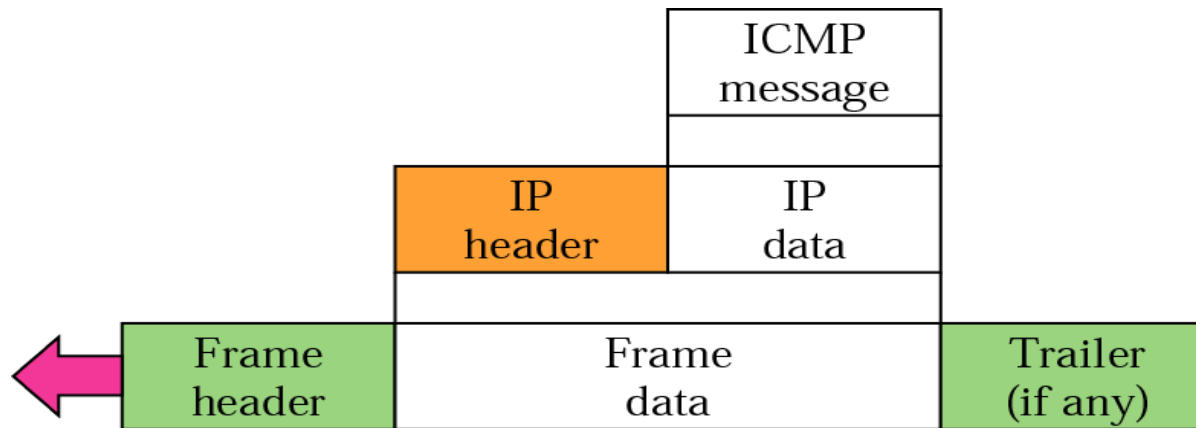 ICMP
message
IP
header
IP
data
Frame
header
Frame
data
Trailer
(if any)